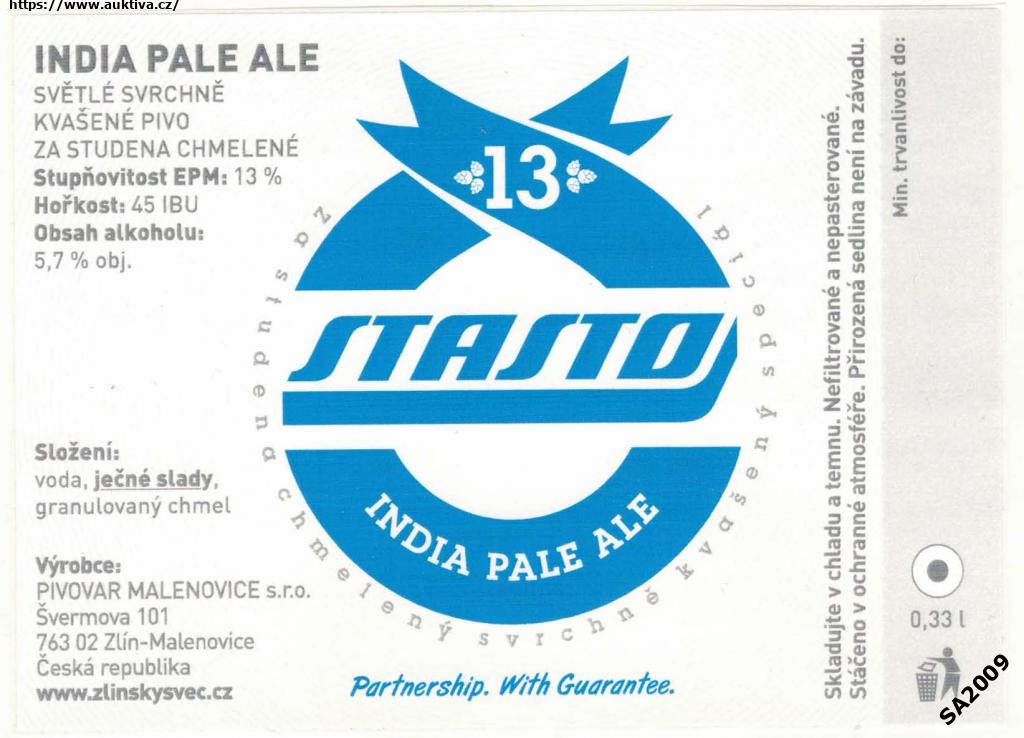 https://www.auktiva.cz/
INDIA PALE ALE
SVĚTLÉ SVRCHNĚ
KVAŠENÉ PIVO
ZA STUDENA CHMELENÉ
Stupňovitost EPM: 13 %
Hořkost: 45 IBU
Obsah alkoholu:
5,7 % obj.
Složení:
voda, ječné slady,
granulovaný chmel
Výrobce:
PIVOVAR MALENOVICE s.r.o.
Švermova 101
763 02 Zlín-Malenovice
Česká republika
www.zlinskysvec.cz
13
Za studena chmelený svrchně kvašený speciál
STASTO
INDIA PALE ALE
Partnership. With Guarantee.
Skladujte v chladu a temnu. Nefiltrované a nepasterované.
Stáčeno v ochranné atmosféře. Přirozená sedlina není na závadu.
Min. trvanlivost do:
0,33 l
SA2009